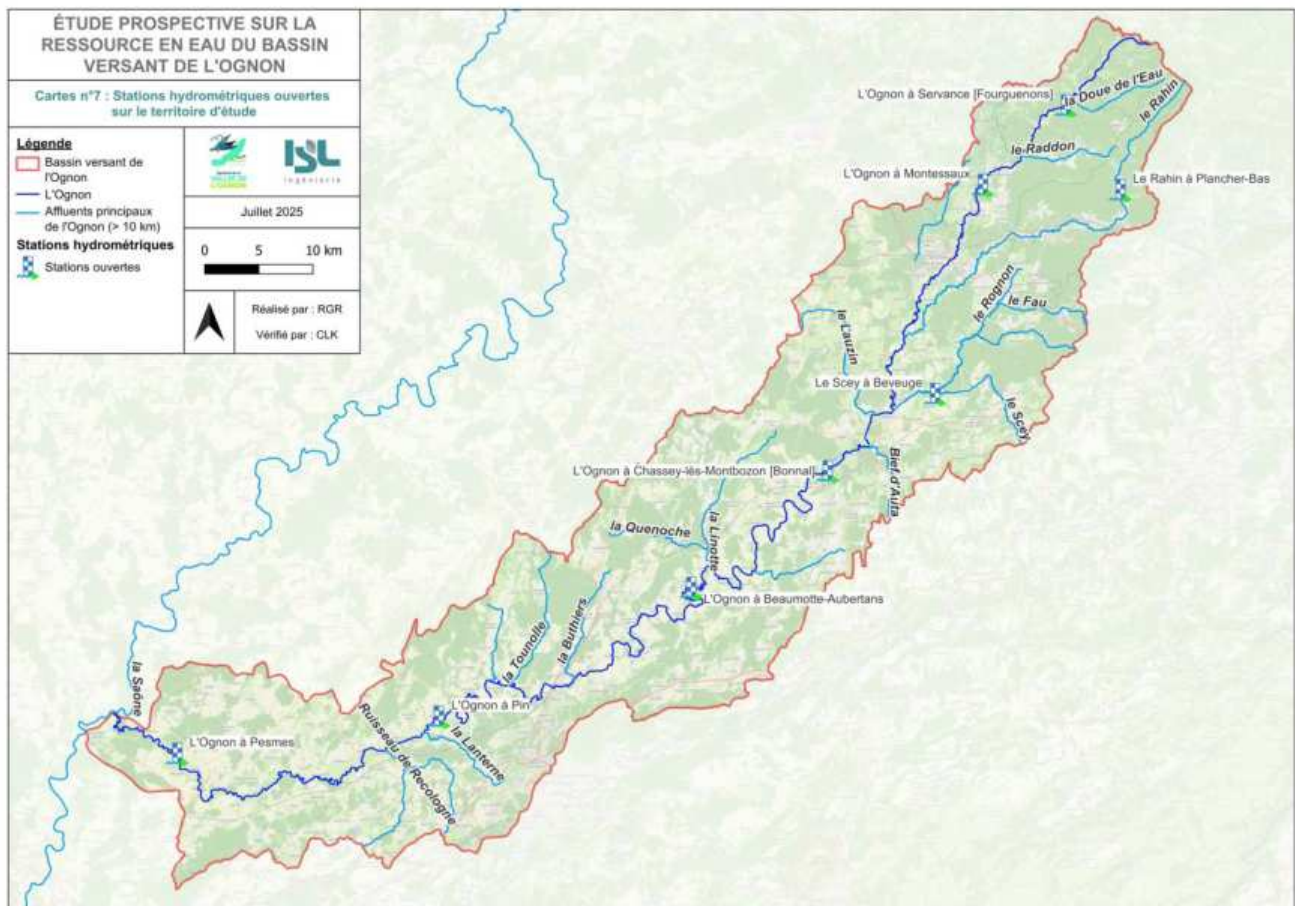 ÉTUDE PROSPECTIVE SUR LA
RESSOURCE EN EAU DU BASSIN
VERSANT DE L'OGNON
Cartes n°7 : Stations hydrométriques ouvertes
sur le territoire d'étude
Légende
Bassin versant de
l'Ognon
L'Ognon
Affluents principaux
de l'Ognon (> 10 km)
Stations hydrométriques
Stations ouvertes
VALLÉE DE
L'OGNON
ISL
Ingénierie
Juillet 2025
0 5 10 km
Réalisé par : RGR
Vérifié par : CLK
L'Ognon à Servance [Fourguenons]
la Doue de l'Eau
le Rahin
le Raddon
L'Ognon à Montessaux
Le Rahin à Plancher-Bas
le Rognon
le Fau
le Lauzin
Le Scey à Beveuge
le Scey
L'Ognon à Chassey-lès-Montbozon [Bonnal]
Bief d'Auta
la Quenoche
la Linotte
L'Ognon à Beaumotte-Aubertans
la Buthiers
la Tounolle
la Saône
L'Ognon à Pin
la Lanterne
Ruisseau de Recologne
L'Ognon à Pesmes